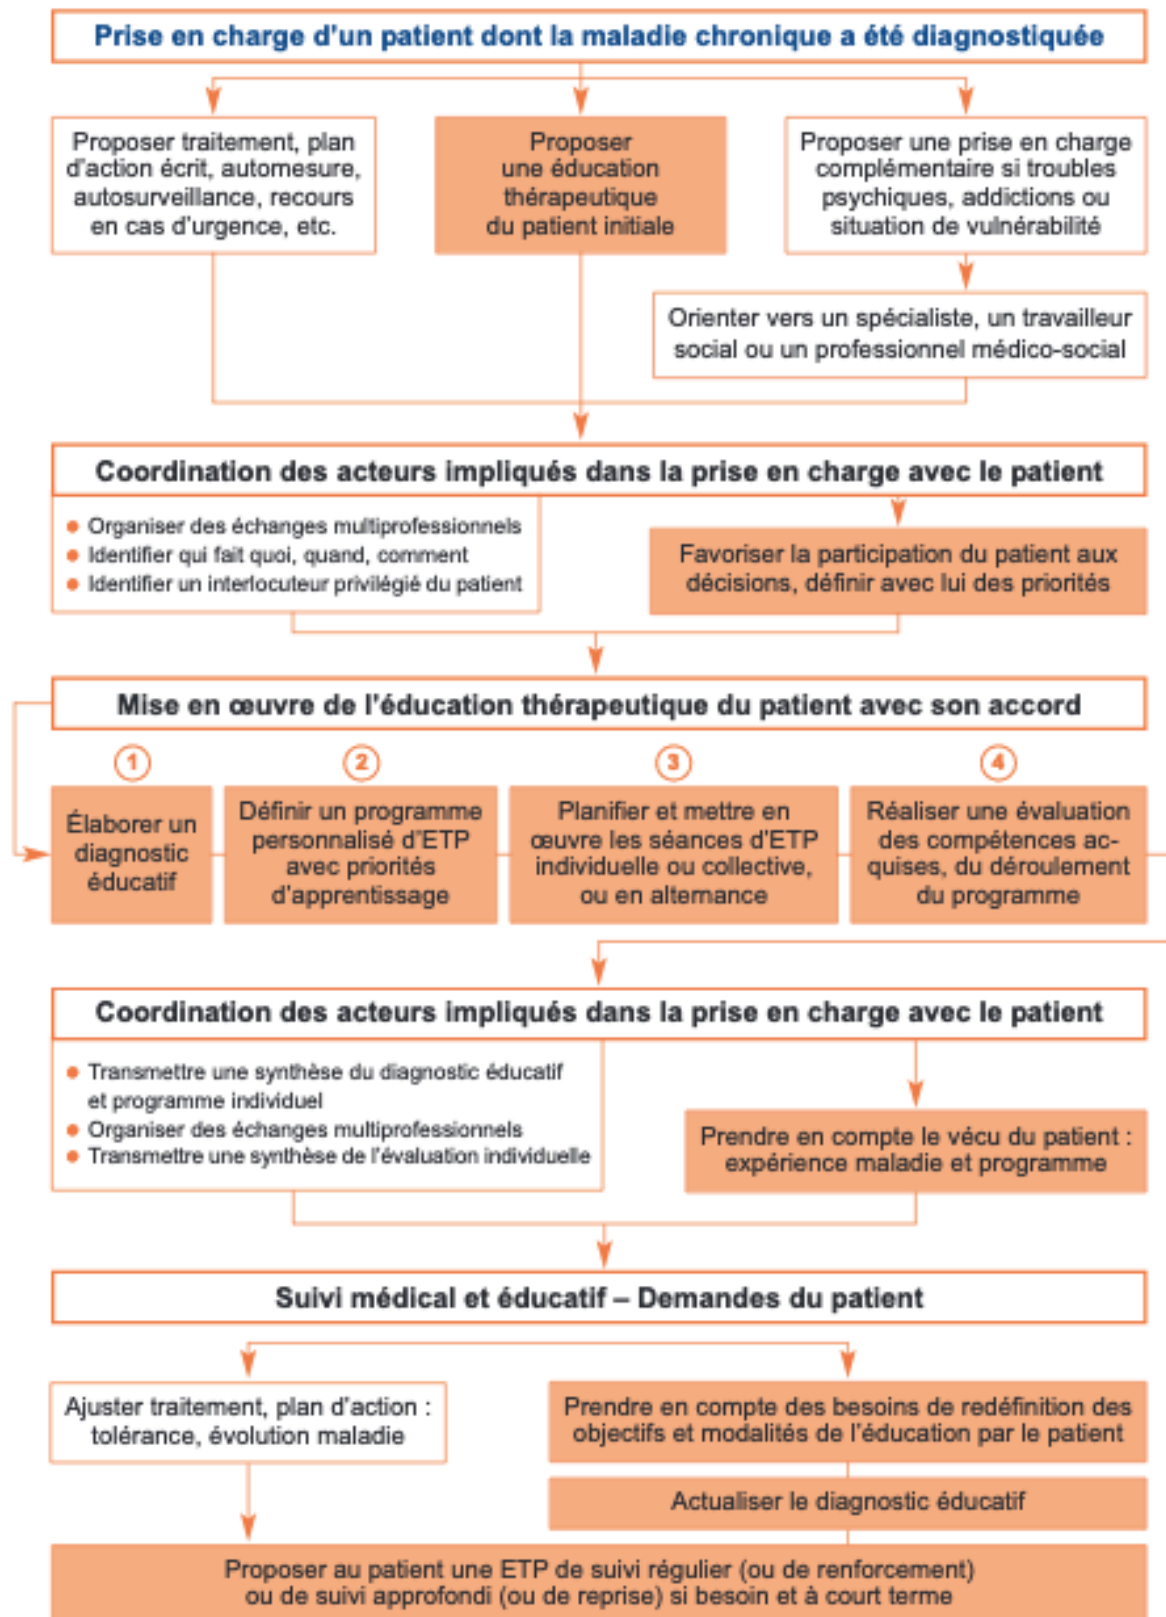 Prise en charge d'un patient dont la maladie chronique a été diagnostiquée
Proposer traitement, plan
d'action écrit, automesure,
autosurveillance, recours
en cas d'urgence, etc.
Proposer
une éducation
thérapeutique
du patient initiale
Proposer une prise en charge
complémentaire si troubles
psychiques, addictions ou
situation de vulnérabilité
Orienter vers un spécialiste, un travailleur
social ou un professionnel médico-social
Coordination des acteurs impliqués dans la prise en charge avec le patient
● Organiser des échanges multiprofessionnels
● Identifier qui fait quoi, quand, comment
● Identifier un interlocuteur privilégié du patient
Favoriser la participation du patient aux
décisions, définir avec lui des priorités
Mise en œuvre de l'éducation thérapeutique du patient avec son accord
1
Élaborer un
diagnostic
éducatif
2
Définir un programme
personnalisé d'ETP
avec priorités
d'apprentissage
3
Planifier et mettre en
œuvre les séances d'ETP
individuelle ou collective,
ou en alternance
4
Réaliser une évaluation
des compétences ac-
quises, du déroulement
du programme
Coordination des acteurs impliqués dans la prise en charge avec le patient
● Transmettre une synthèse du diagnostic éducatif
et programme individuel
● Organiser des échanges multiprofessionnels
● Transmettre une synthèse de l'évaluation individuelle
Prendre en compte le vécu du patient :
expérience maladie et programme
Suivi médical et éducatif – Demandes du patient
Ajuster traitement, plan d'action :
tolérance, évolution maladie
Prendre en compte des besoins de redéfinition des
objectifs et modalités de l'éducation par le patient
Actualiser le diagnostic éducatif
Proposer au patient une ETP de suivi régulier (ou de renforcement)
ou de suivi approfondi (ou de reprise) si besoin et à court terme